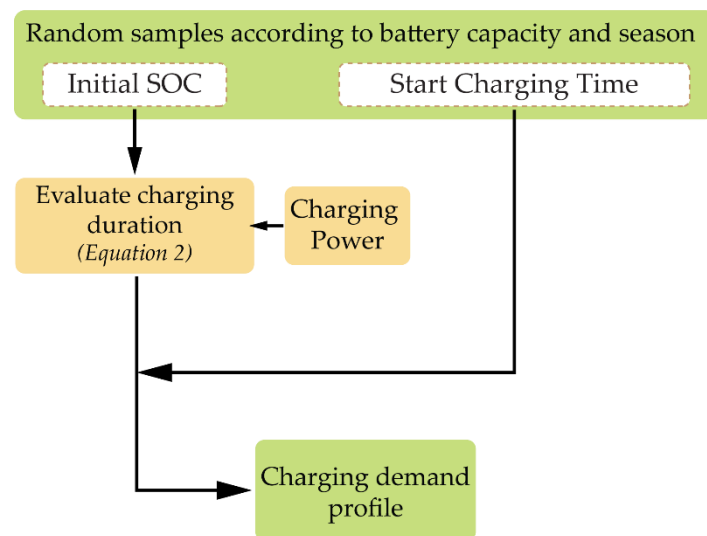 Random samples according to battery capacity and season
Initial SOC
Start Charging Time
Evaluate charging
duration
(Equation 2)
Charging
Power
Charging demand
profile